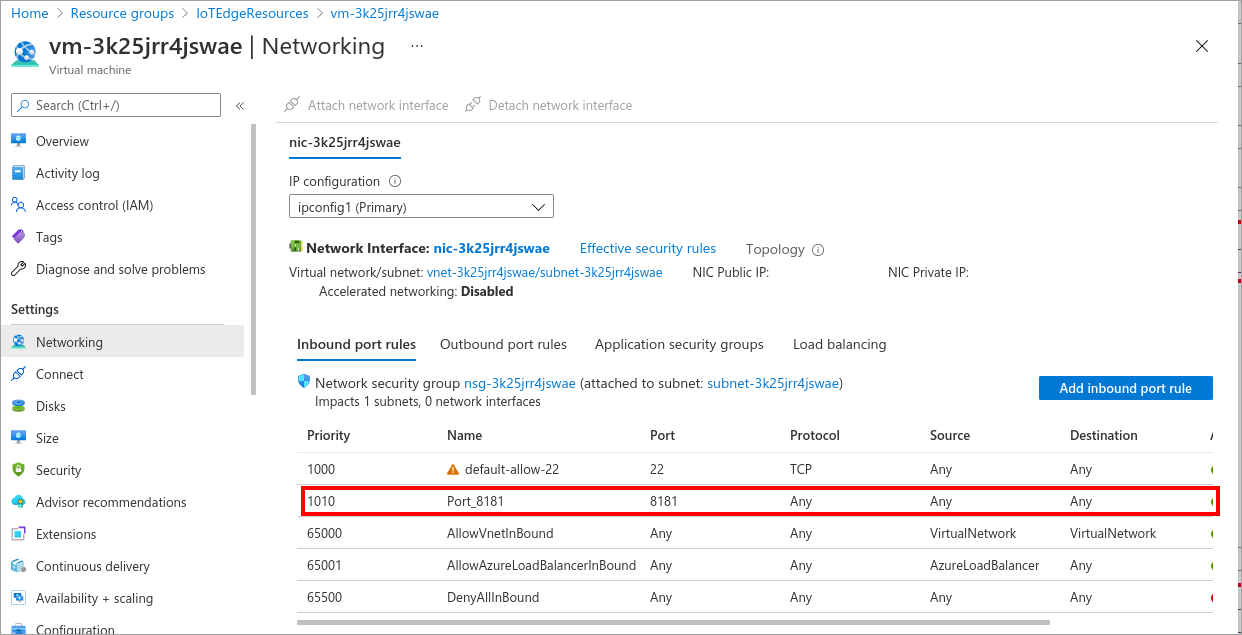 Home > Resource groups > IoTEdgeResources > vm-3k25jrr4jswae
vm-3k25jrr4jswae | Networking ...
Virtual machine
Search (Ctrl+/) «
Attach network interface Detach network interface
Overview
Activity log
Access control (IAM)
Tags
Diagnose and solve problems
Settings
Networking
Connect
Disks
Size
Security
Advisor recommendations
Extensions
Continuous delivery
Availability + scaling
Configuration
nic-3k25jrr4jswae
IP configuration
ipconfig1 (Primary)
Network Interface: nic-3k25jrr4jswae Effective security rules Topology
Virtual network/subnet: vnet-3k25jrr4jswae/subnet-3k25jrr4jswae NIC Public IP: NIC Private IP:
Accelerated networking: Disabled
Inbound port rules Outbound port rules Application security groups Load balancing
Network security group nsg-3k25jrr4jswae (attached to subnet: subnet-3k25jrr4jswae)
Impacts 1 subnets, 0 network interfaces
Add inbound port rule
Priority Name Port Protocol Source Destination
1000 default-allow-22 22 TCP Any Any
1010 Port_8181 8181 Any Any Any
65000 AllowVnetInBound Any Any VirtualNetwork VirtualNetwork
65001 AllowAzureLoadBalancerInBound Any Any AzureLoadBalancer Any
65500 DenyAllInBound Any Any Any Any